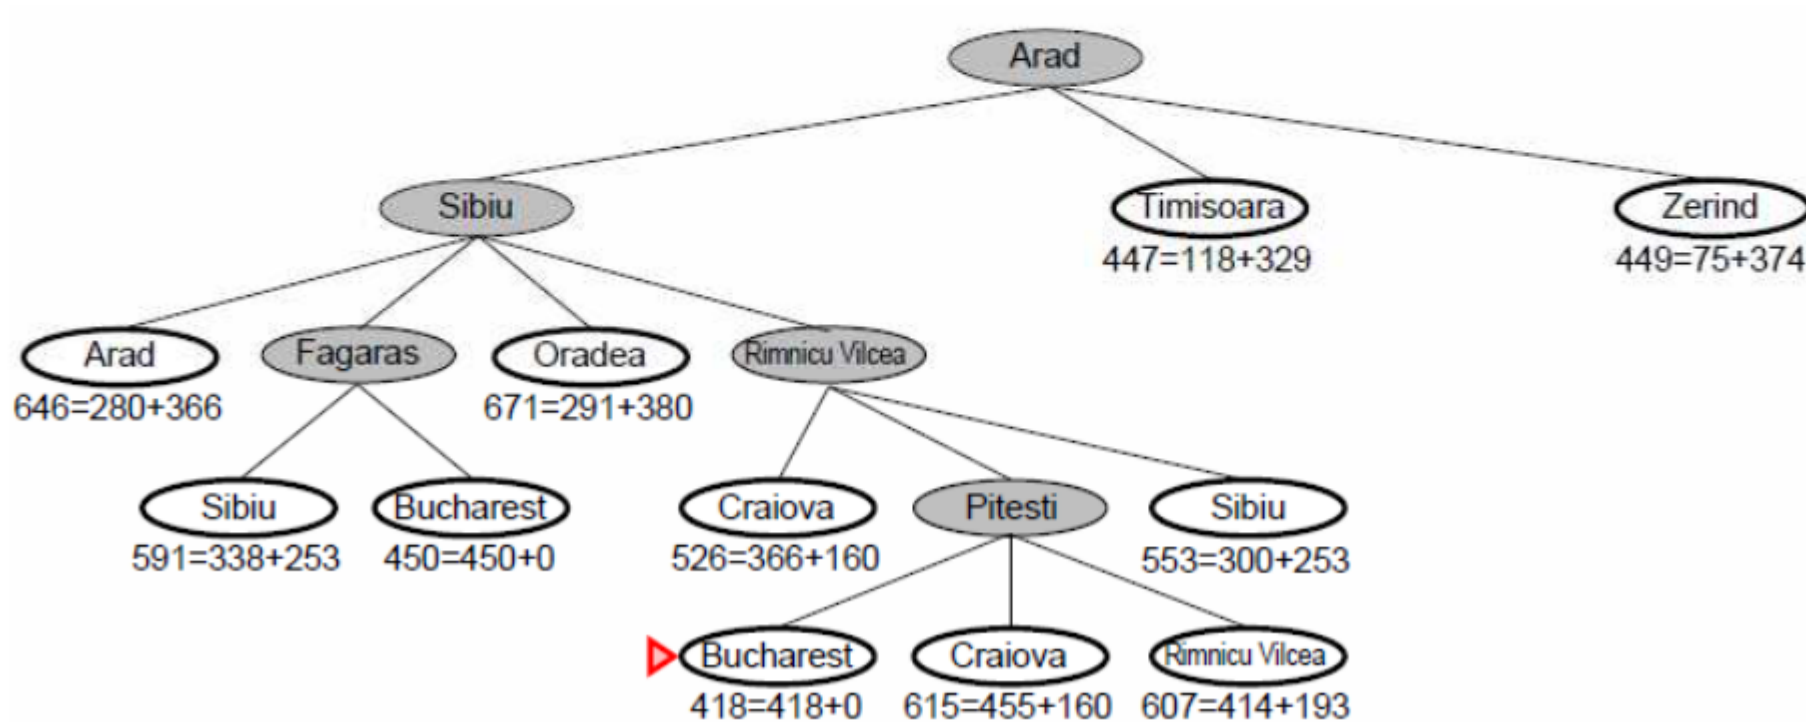 Arad
Sibiu
Timisoara
Zerind
447=118+329
449=75+374
Arad
Fagaras
Oradea
Rimnicu Vilcea
646=280+366
671=291+380
Sibiu
Bucharest
Craiova
Pitesti
Sibiu
591=338+253
450=450+0
526=366+160
553=300+253
Bucharest
Craiova
Rimnicu Vilcea
418=418+0
615=455+160
607=414+193